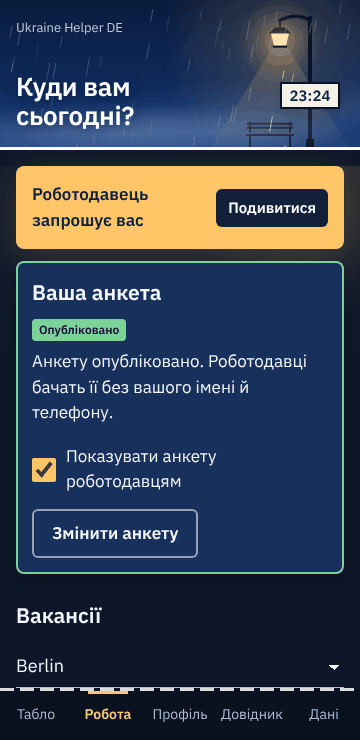 Ukraine Helper DE
Куди вам
сьогодні?
23:24
Роботодавець
запрошує вас
Подивитися
Ваша анкета
Опубліковано
Анкету опубліковано. Роботодавці
бачать її без вашого імені й
телефону.
Показувати анкету
роботодавцям
Змінити анкету
Вакансії
Berlin
Табло
Робота
Профіль
Довідник
Дані